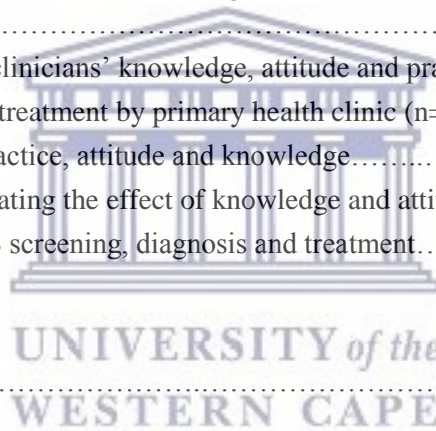 ..................................................
clinicians’ knowledge, attitude and pra
treatment by primary health clinic (n=
actice, attitude and knowledge.............
ating the effect of knowledge and attit
screening, diagnosis and treatment...
UNIVERSITY of the
..................................................
WESTERN CAPE